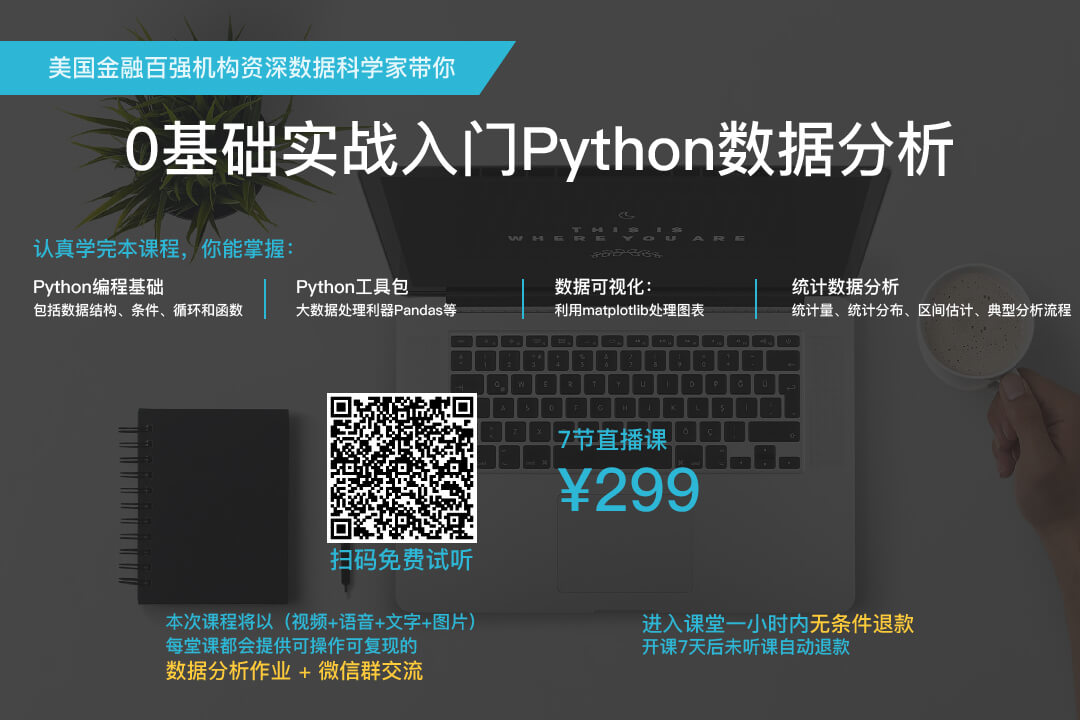 美国金融百强机构资深数据科学家带你
0基础实战入门Python数据分析
THIS IS
WHERE YOU ARE
认真学完本课程，你能掌握：
Python编程基础
包括数据结构、条件、循环和函数
Python工具包
大数据处理利器Pandas等
数据可视化：
利用matplotlib处理图表
统计数据分析
统计量、统计分布、区间估计、典型分析流程
7节直播课
¥299
扫码免费试听
本次课程将以（视频+语音+文字+图片）
每堂课都会提供可操作可复现的
数据分析作业 + 微信群交流
进入课堂一小时内无条件退款
开课7天后未听课自动退款